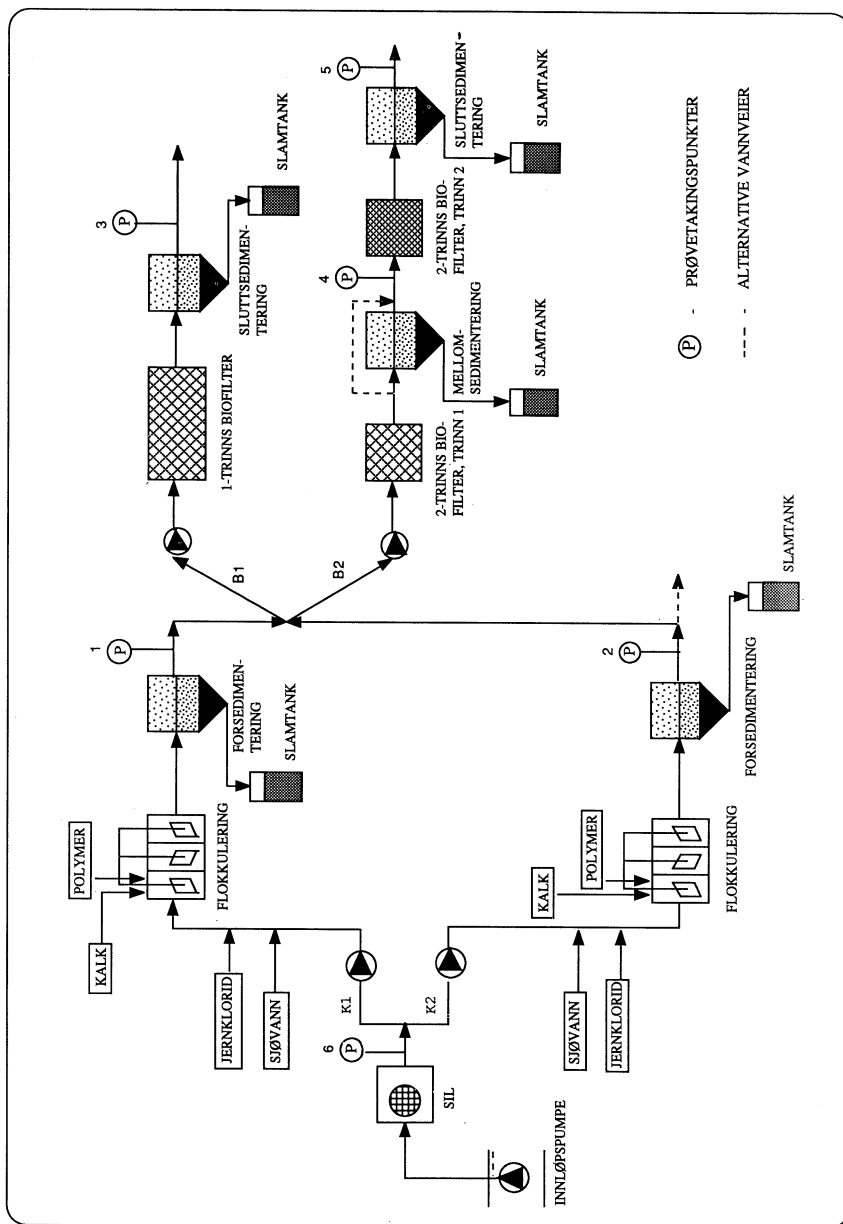 INNLØPSPUMPE
SIL
P
6
K1
K2
SJØVANN
JERNKLORID
KALK
POLYMER
FLOKKULERING
FORSEDIMEN-
TERING
SLAMTANK
P
1
SJØVANN
JERNKLORID
KALK
POLYMER
FLOKKULERING
FORSEDIMENTERING
SLAMTANK
P
2
B1
B2
1-TRINNS BIOFILTER
SLUTTSEDIMEN-
TERING
SLAMTANK
P
3
2-TRINNS BIO-
FILTER, TRINN 1
MELLOM-
SEDIMENTERING
SLAMTANK
P
4
2-TRINNS BIO-
FILTER, TRINN 2
SLUTTSEDIMEN-
TERING
SLAMTANK
P
5
P - PRØVETAKINGSPUNKTER
--- - ALTERNATIVE VANNVEIER